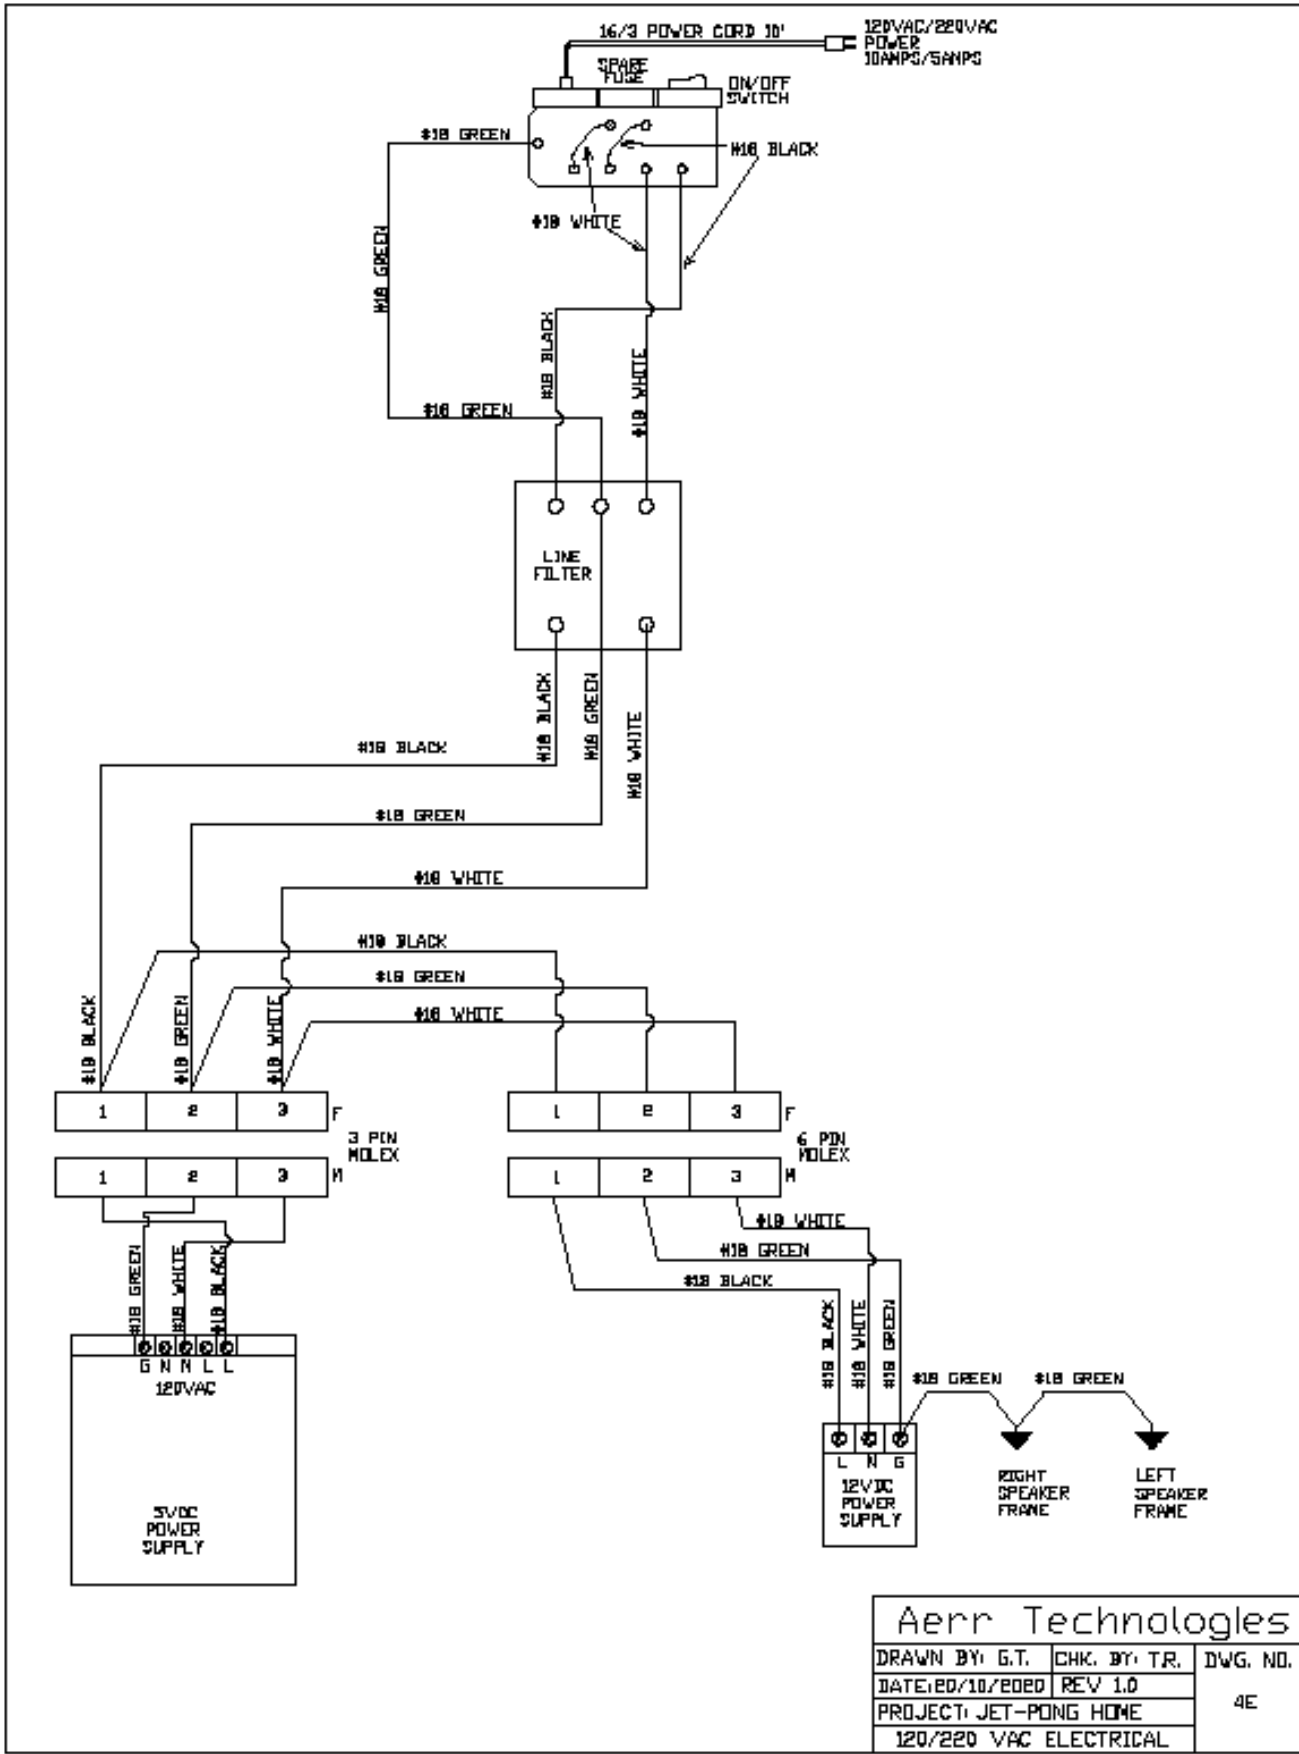 16/3 POWER CORD 10'
120VAC/220VAC
POWER
10AMPS/5AMPS
SPARE
FUSE
ON/OFF
SWITCH
#18 GREEN
#18 BLACK
#18 WHITE
#18 GREEN
#18 BLACK
#18 WHITE
#18 GREEN
LINE
FILTER
#18 BLACK
#18 GREEN
#18 WHITE
#18 BLACK
#18 GREEN
#18 WHITE
#18 BLACK
#18 GREEN
#18 WHITE
#18 BLACK
#18 GREEN
#18 WHITE
1 2 3 F
1 2 3 F
3 PIN
MOLEX
6 PIN
MOLEX
1 2 3 M
1 2 3 M
#18 WHITE
#18 GREEN
#18 BLACK
#18 GREEN
#18 WHITE
#18 BLACK
#18 BLACK
#18 WHITE
#18 GREEN
G N N L L
120VAC
#18 GREEN
#18 GREEN
L N G
12VDC
POWER
SUPPLY
RIGHT
SPEAKER
FRAME
LEFT
SPEAKER
FRAME
5VDC
POWER
SUPPLY
Aerr Technologies
DRAWN BY: G.T. CHK. BY: T.R. DWG. NO.
DATE:20/10/2020 REV 1.0
4E
PROJECT: JET-PONG HOME
120/220 VAC ELECTRICAL